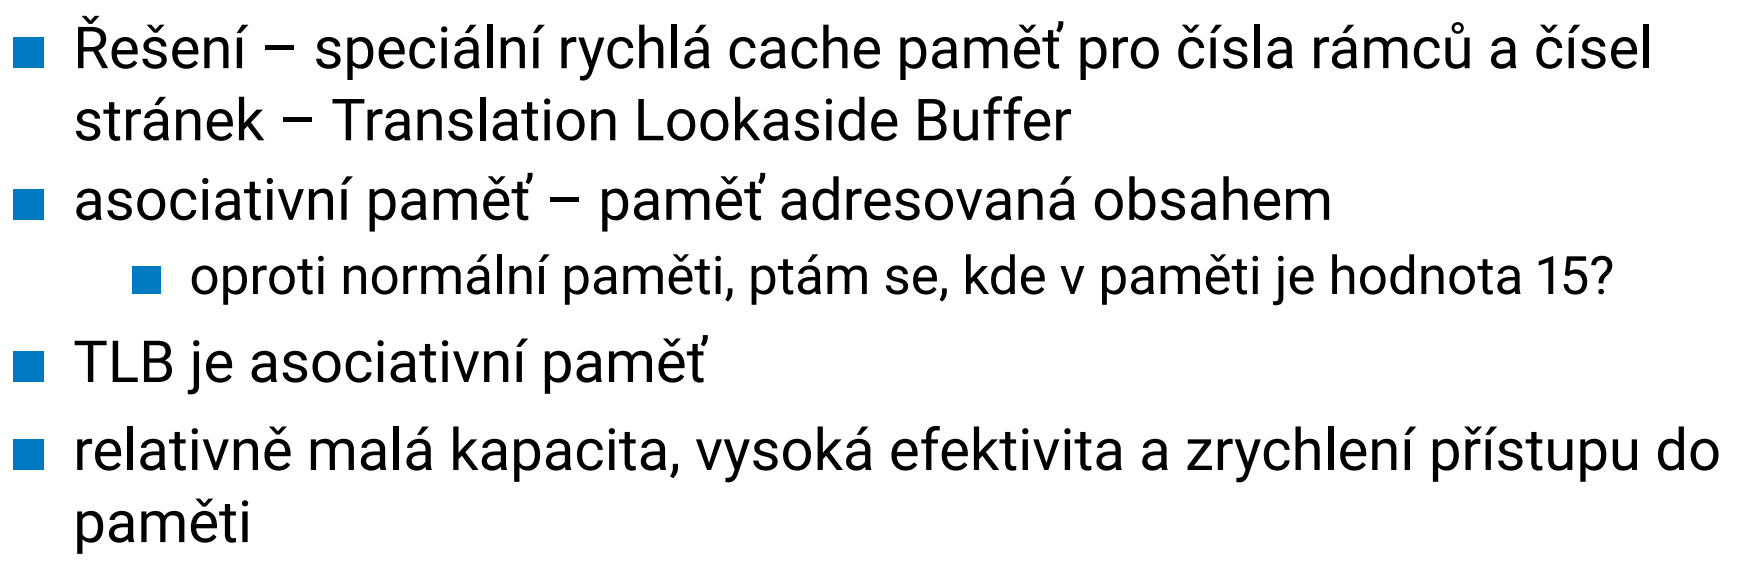 Řešení – speciální rychlá cache paměť pro čísla rámců a čísel
stránek – Translation Lookaside Buffer
asociativní paměť – paměť adresovaná obsahem
oproti normální paměti, ptám se, kde v paměti je hodnota 15?
TLB je asociativní paměť
relativně malá kapacita, vysoká efektivita a zrychlení přístupu do
paměti